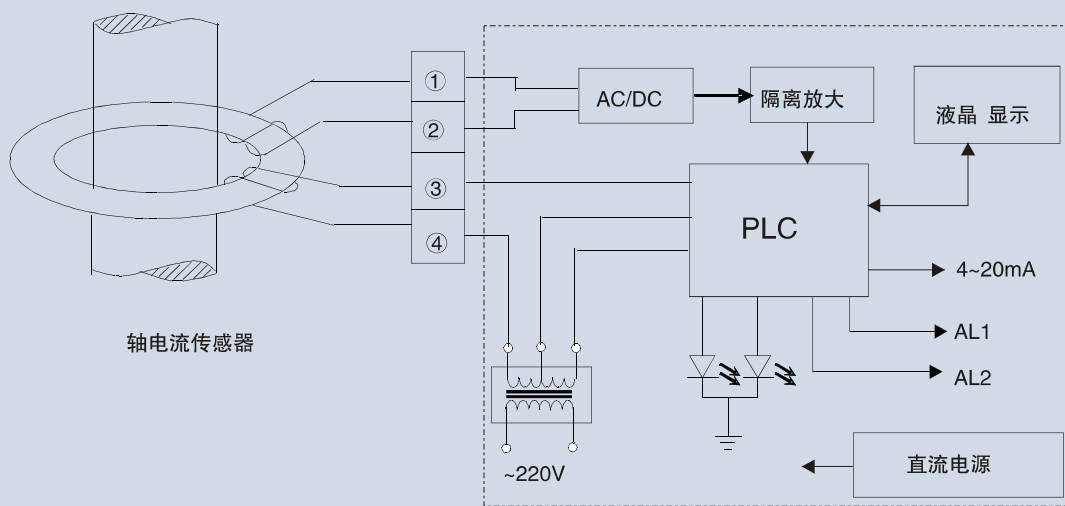 ①
②
③
④
AC/DC
隔离放大
液晶 显示
PLC
4~20mA
AL1
AL2
轴电流传感器
~220V
直流电源